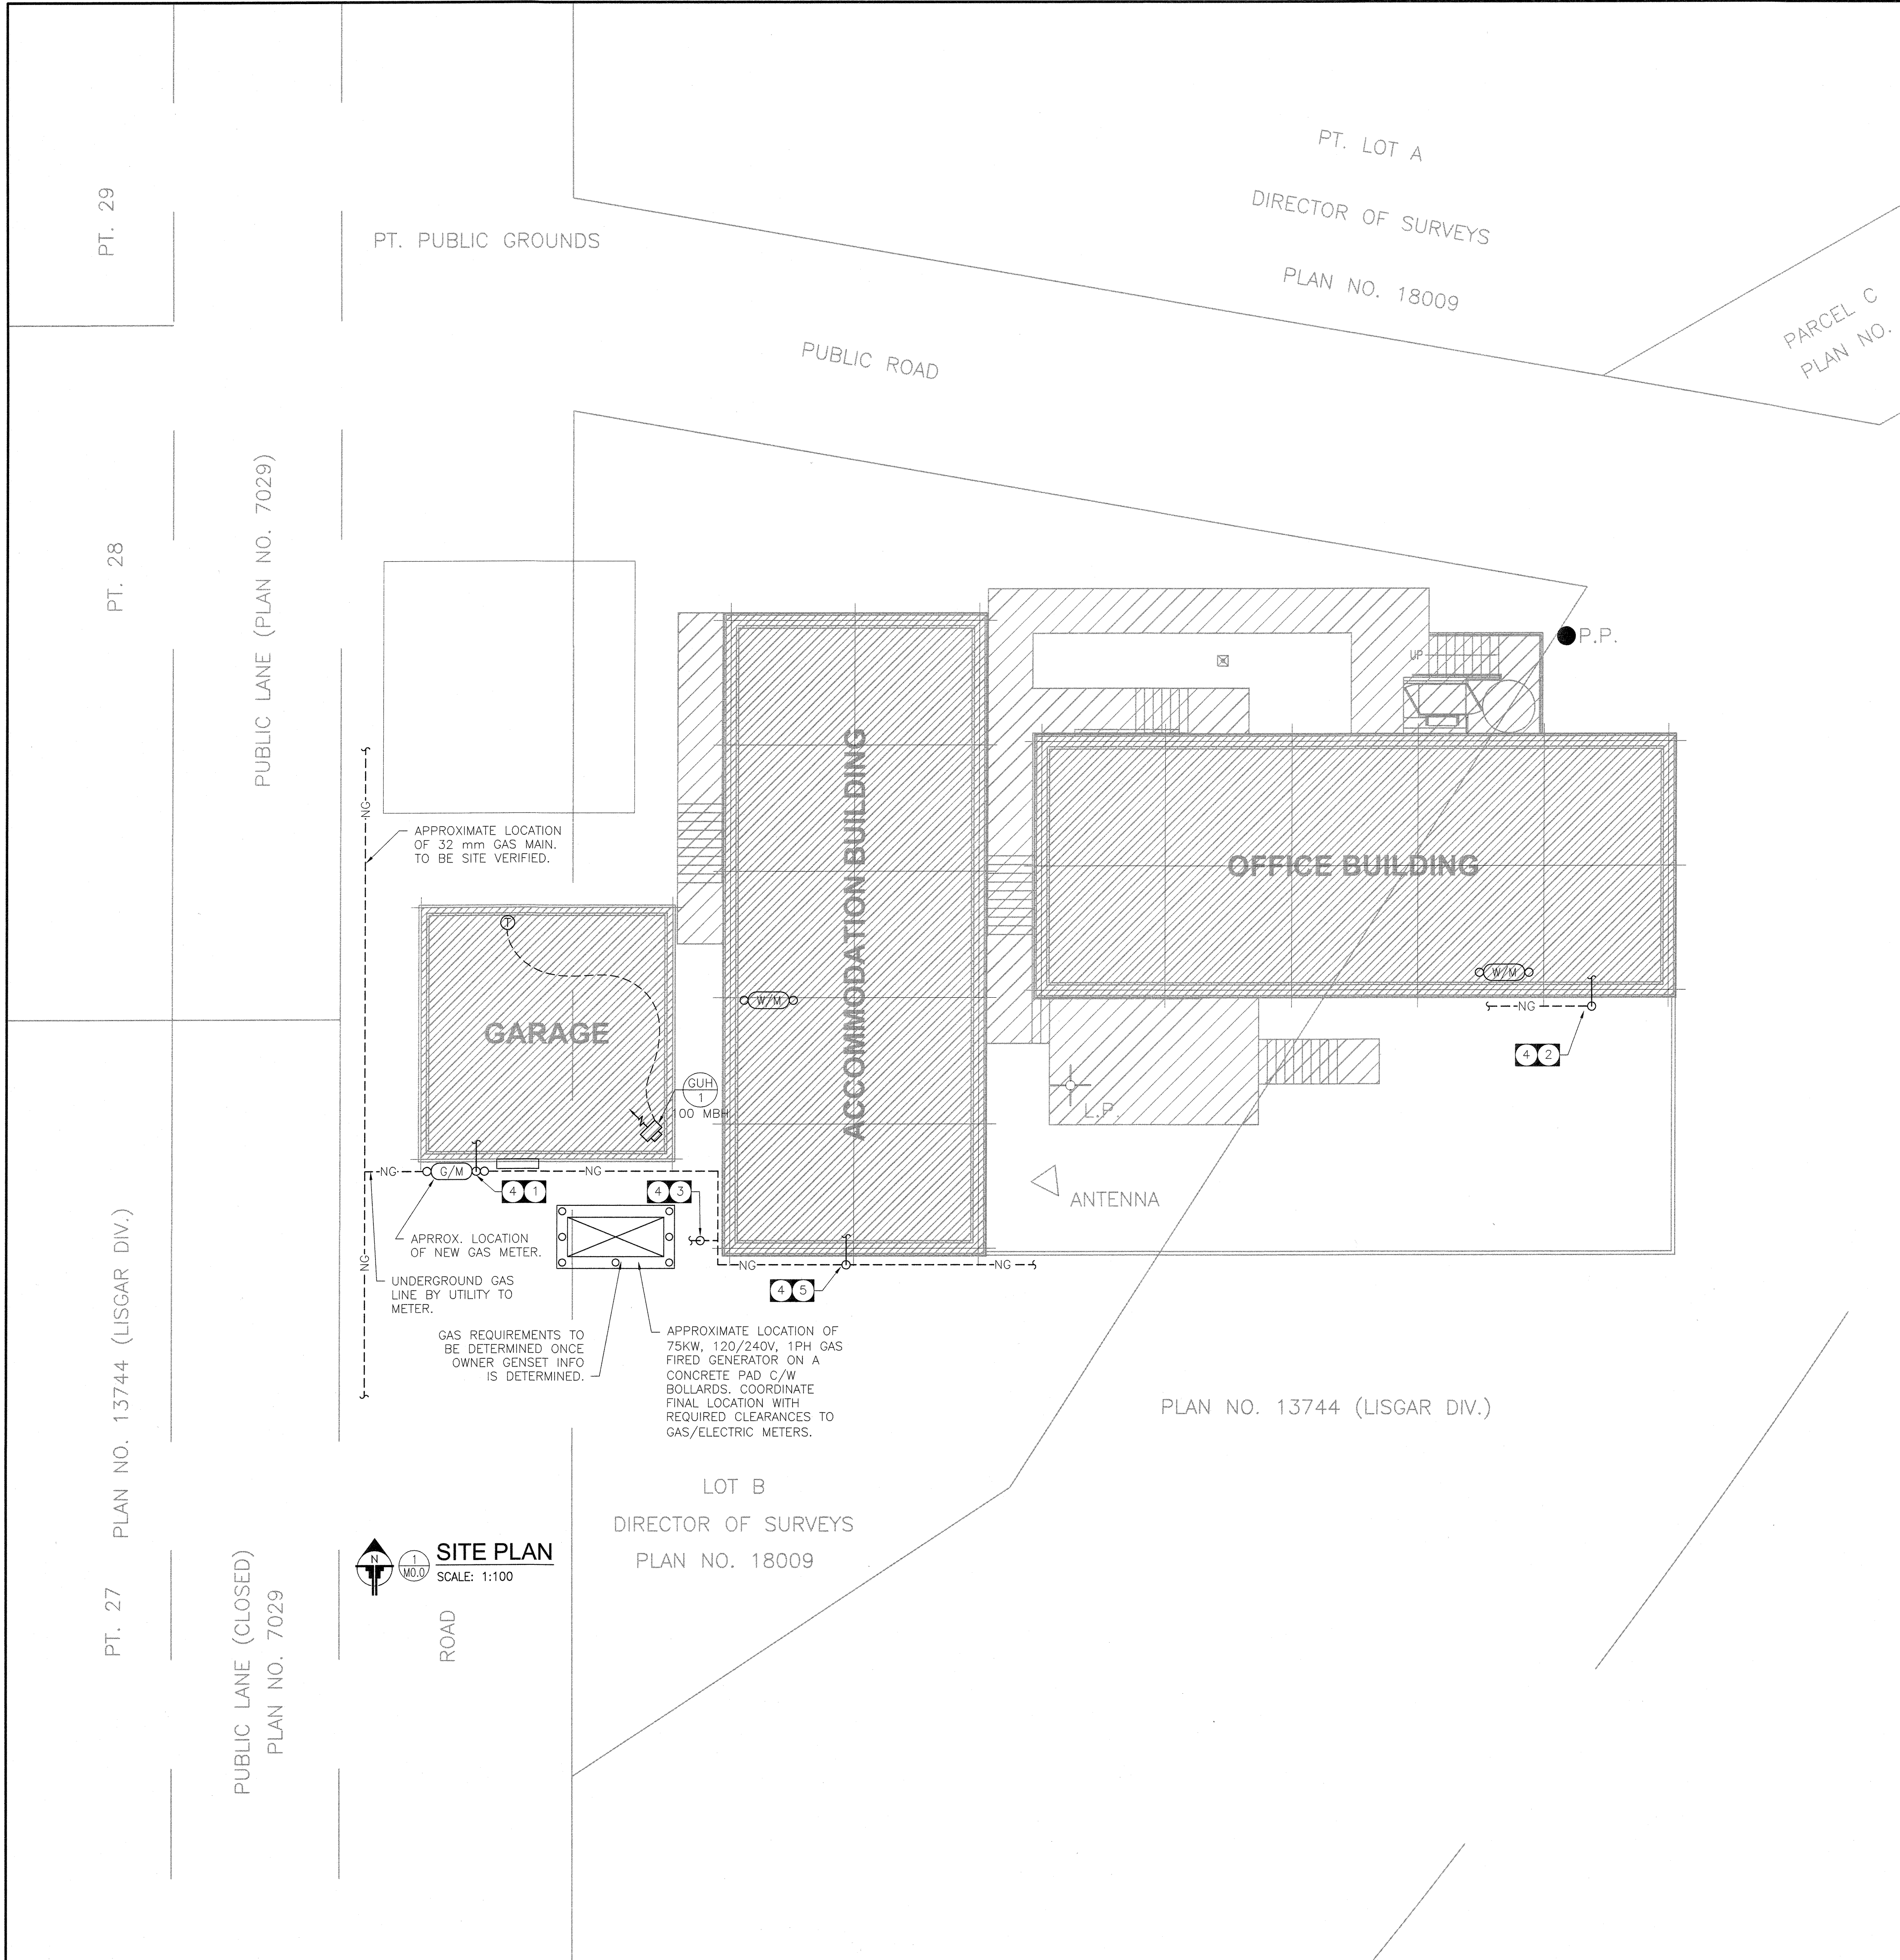 PT. LOT A
DIRECTOR OF SURVEYS
PLAN NO. 18009
PARCEL C
PLAN NO.
PT. 29
PT. PUBLIC GROUNDS
PUBLIC ROAD
PT. 28
PUBLIC LANE (PLAN NO. 7029)
P.P.
UP
NG
APPROXIMATE LOCATION
OF 32 mm GAS MAIN.
TO BE SITE VERIFIED.
ACCOMMODATION BUILDING
OFFICE BUILDING
T
GARAGE
W/M
W/M
NG
4 2
GUH
1
100 MBH
L.P.
ANTENNA
NG
G/M
NG
4 1
4 3
APRROX. LOCATION
OF NEW GAS METER.
NG
UNDERGROUND GAS
LINE BY UTILITY TO
METER.
NG
NG
4 5
GAS REQUIREMENTS TO
BE DETERMINED ONCE
OWNER GENSET INFO
IS DETERMINED.
APPROXIMATE LOCATION OF
75KW, 120/240V, 1PH GAS
FIRED GENERATOR ON A
CONCRETE PAD C/W
BOLLARDS. COORDINATE
FINAL LOCATION WITH
REQUIRED CLEARANCES TO
GAS/ELECTRIC METERS.
PLAN NO. 13744 (LISGAR DIV.)
PLAN NO. 13744 (LISGAR DIV.)
LOT B
DIRECTOR OF SURVEYS
PLAN NO. 18009
N
1
M0.0
SITE PLAN
SCALE: 1:100
ROAD
PT. 27
PUBLIC LANE (CLOSED)
PLAN NO. 7029